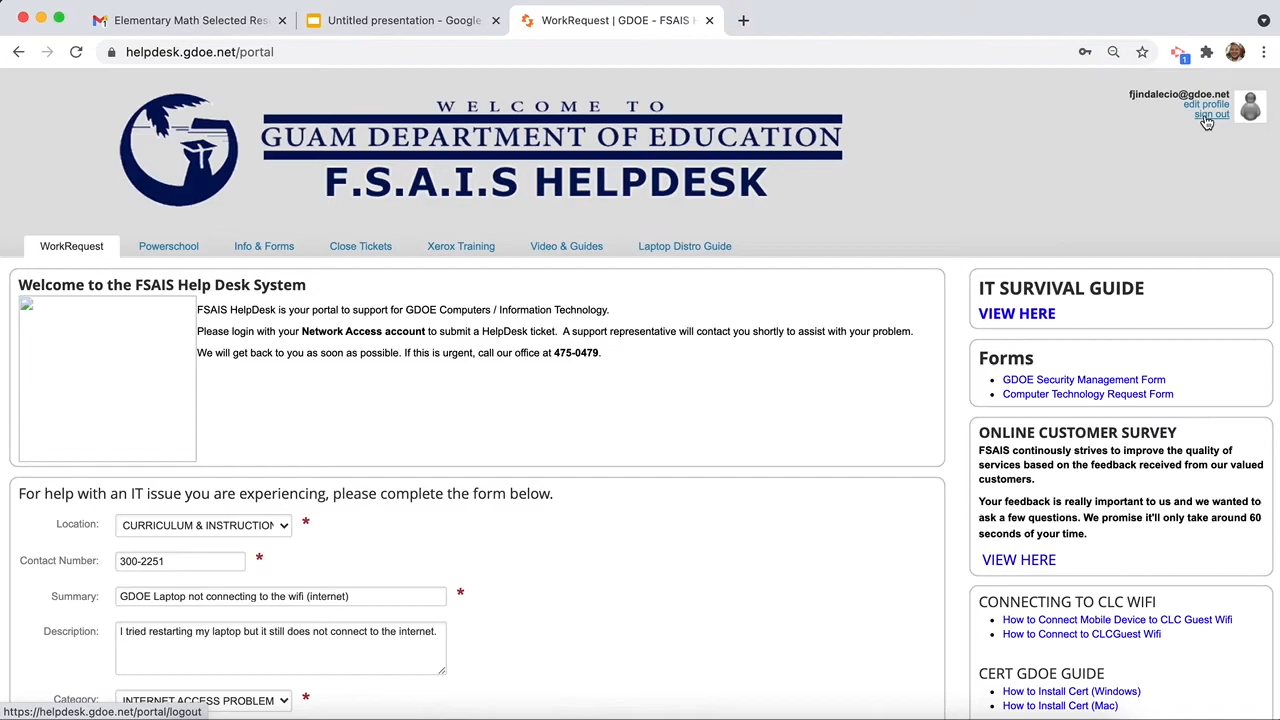 Elementary Math Selected Res
Untitled presentation - Google
WorkRequest | GDOE - FSAIS H
helpdesk.gdoe.net/portal
1
fjindalecio@gdoe.net
edit profile
sign out
WELCOME TO
GUAM DEPARTMENT OF EDUCATION
F.S.A.I.S HELPDESK
WorkRequest Powerschool Info & Forms Close Tickets Xerox Training Video & Guides Laptop Distro Guide
Welcome to the FSAIS Help Desk System
FSAIS HelpDesk is your portal to support for GDOE Computers / Information Technology.
Please login with your Network Access account to submit a HelpDesk ticket. A support representative will contact you shortly to assist with your problem.
We will get back to you as soon as possible. If this is urgent, call our office at 475-0479.
For help with an IT issue you are experiencing, please complete the form below.
Location: CURRICULUM & INSTRUCTION *
Contact Number: 300-2251 *
Summary: GDOE Laptop not connecting to the wifi (internet) *
Description: I tried restarting my laptop but it still does not connect to the internet.
Category: INTERNET ACCESS PROBLEM *
https://helpdesk.gdoe.net/portal/logout
IT SURVIVAL GUIDE
VIEW HERE
Forms
• GDOE Security Management Form
• Computer Technology Request Form
ONLINE CUSTOMER SURVEY
FSAIS continously strives to improve the quality of
services based on the feedback received from our valued
customers.
Your feedback is really important to us and we wanted to
ask a few questions. We promise it'll only take around 60
seconds of your time.
VIEW HERE
CONNECTING TO CLC WIFI
• How to Connect Mobile Device to CLC Guest Wifi
• How to Connect to CLCGuest Wifi
CERT GDOE GUIDE
• How to Install Cert (Windows)
• How to Install Cert (Mac)